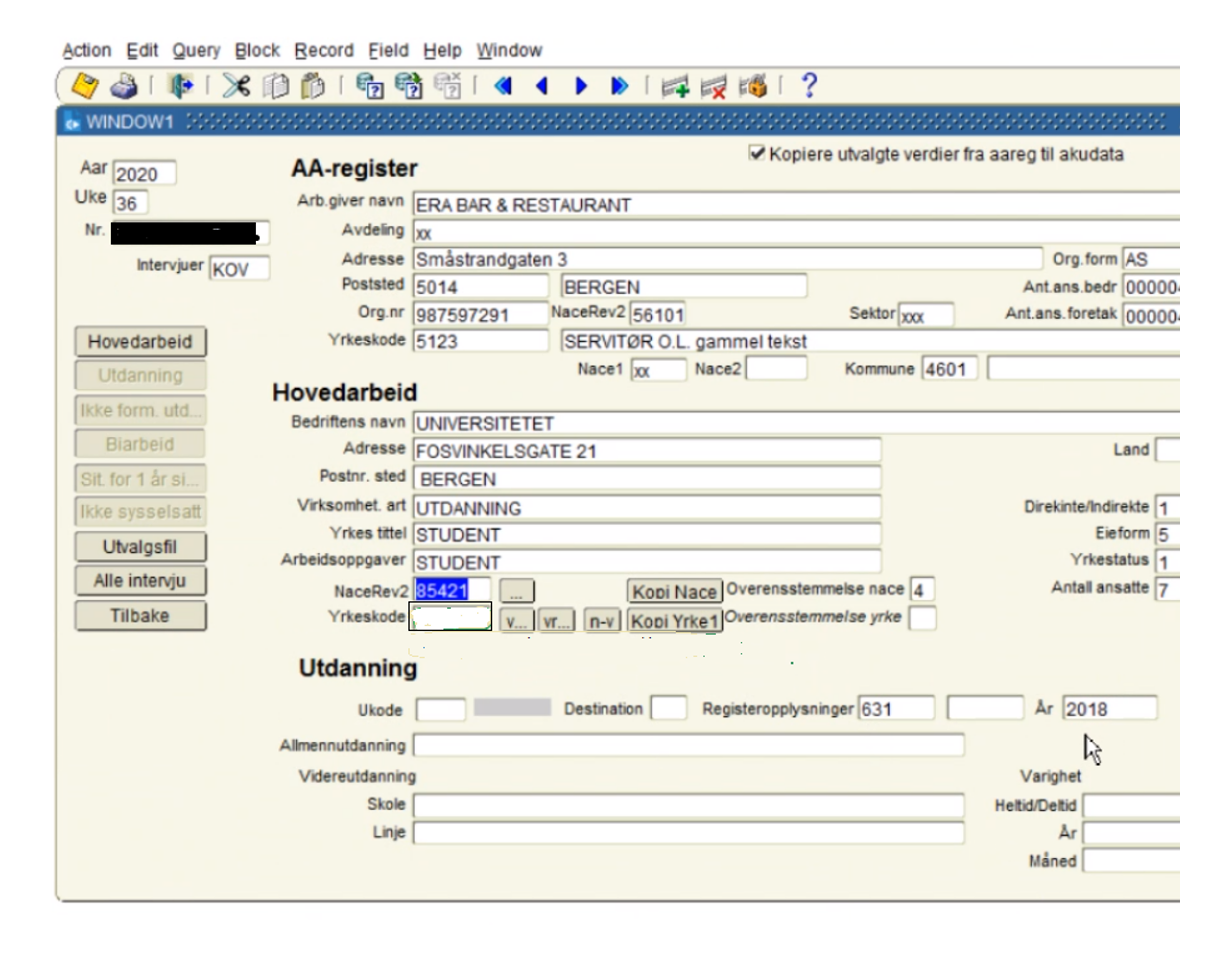 Action Edit Query Block Record Field Help Window
WINDOW1
Kopiere utvalgte verdier fra aareg til akudata
Aar 2020
AA-register
Uke 36
Arb.giver navn ERA BAR & RESTAURANT
Nr.
Avdeling xx
Intervjuer KOV
Adresse Småstrandgaten 3 Org.form AS
Poststed 5014 BERGEN Ant.ans.bedr 00000
Org.nr 987597291 NaceRev2 56101 Sektor xxx Ant.ans.foretak 00000
Hovedarbeid
Yrkeskode 5123 SERVITØR O.L. gammel tekst
Utdanning
Nace1 xx Nace2 Kommune 4601
Hovedarbeid
Ikke form. utd...
Bedriftens navn UNIVERSITETET
Biarbeid
Adresse FOSVINKELSGATE 21 Land
Sit. for 1 år si...
Postnr. sted BERGEN
Ikke sysselsatt
Virksomhet. art UTDANNING Direkinte/Indirekte 1
Utvalgsfil
Yrkes tittel STUDENT Eieform 5
Arbeidsoppgaver STUDENT Yrkestatus 1
Alle intervju
NaceRev2 85421 ... Kopi Nace Overensstemmelse nace 4 Antall ansatte 7
Tilbake
Yrkeskode v... vr... n-v Kopi Yrke1 Overensstemmelse yrke
Utdanning
Ukode Destination Registeropplysninger 631 År 2018
Allmennutdanning
Videreutdanning Varighet
Skole Heltid/Deltid
Linje År
Måned